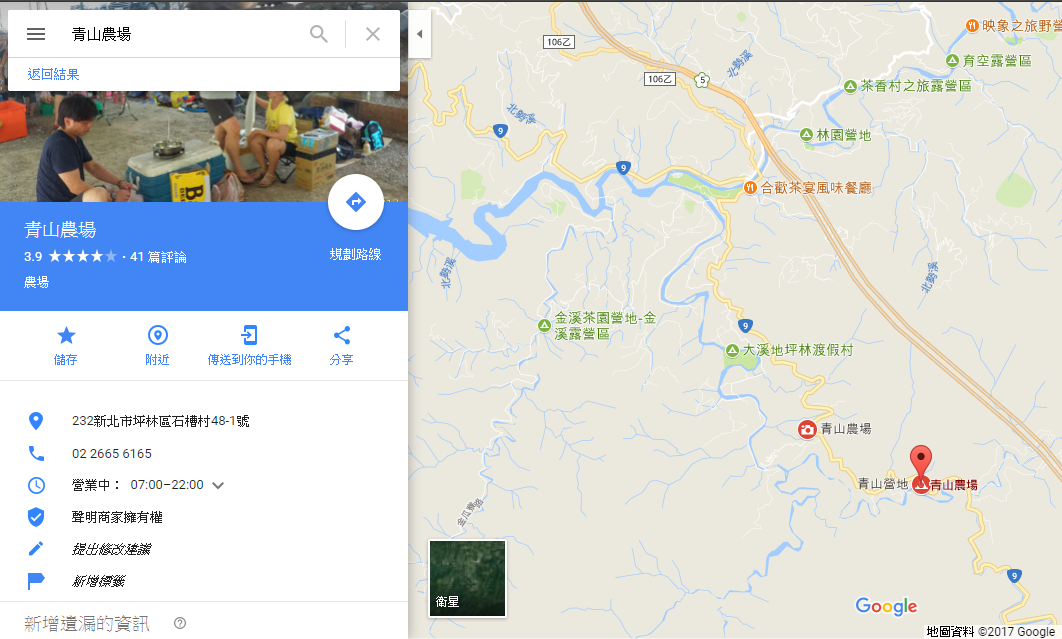 青山農場
返回結果
青山農場
3.9 ★★★★★ · 41 篇評論
農場
規劃路線
儲存
附近
傳送到你的手機
分享
232新北市坪林區石槽村48-1號
02 2665 6165
營業中： 07:00–22:00
聲明商家擁有權
提出修改建議
新增標籤
新增遺漏的資訊
106乙
106乙
5
北勢溪
映象之旅野營
育空露營區
茶香村之旅露營區
北勢溪
9
林園營地
9
合歡茶宴風味餐廳
北勢溪
北勢溪
金溪茶園營地-金
溪露營區
9
大溪地坪林渡假村
青山農場
青山營地
青山農場
金瓜寮溪
9
衛星
Google
地圖資料 ©2017 Google